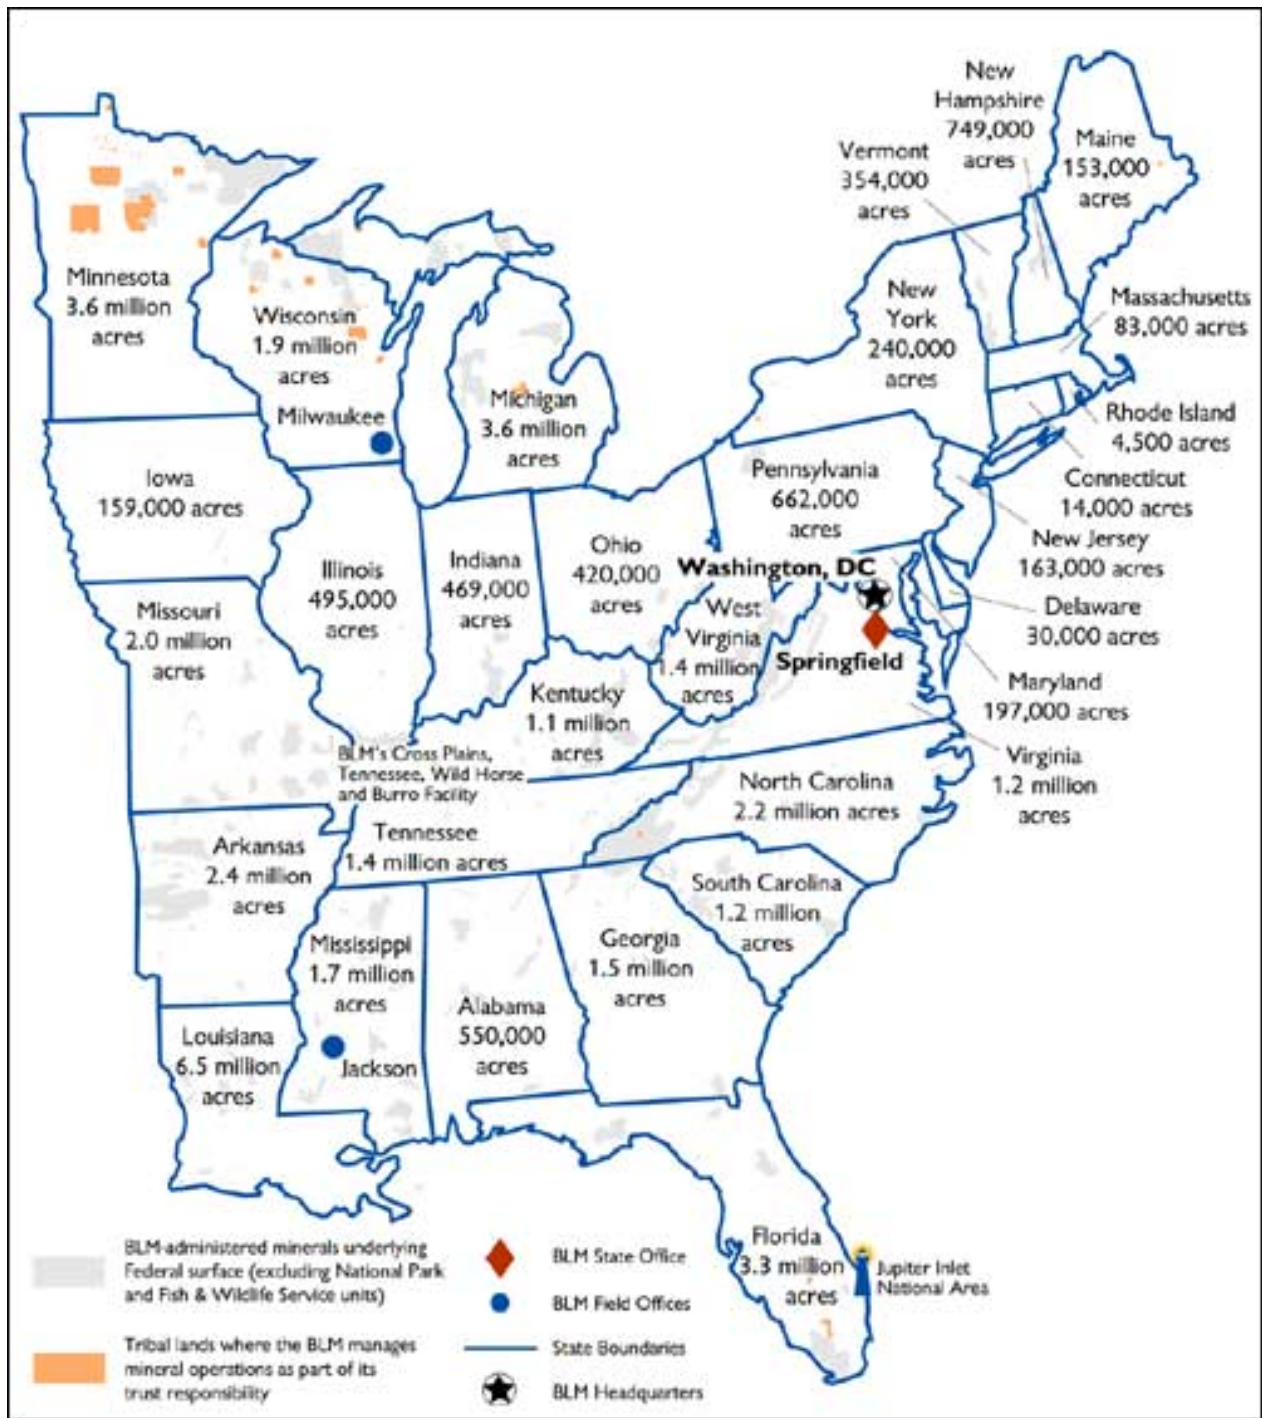 New
Hampshire
749,000
acres
Maine
153,000
acres
Vermont
354,000
acres
Minnesota
3.6 million
acres
Wisconsin
1.9 million
acres
Milwaukee
Michigan
3.6 million
acres
New
York
240,000
acres
Massachusetts
83,000 acres
Rhode Island
4,500 acres
Connecticut
14,000 acres
New Jersey
163,000 acres
Delaware
30,000 acres
Maryland
197,000 acres
Virginia
1.2 million
acres
Iowa
159,000 acres
Pennsylvania
662,000
acres
Illinois
495,000
acres
Indiana
469,000
acres
Ohio
420,000
acres
Washington, DC
West
Virginia
1.4 million
acres
Springfield
Missouri
2.0 million
acres
Kentucky
1.1 million
acres
BLM's Cross Plains,
Tennessee, Wild Horse
and Burro Facility
North Carolina
2.2 million acres
Tennessee
1.4 million acres
Arkansas
2.4 million
acres
South Carolina
1.2 million
acres
Mississippi
1.7 million
acres
Jackson
Georgia
1.5 million
acres
Alabama
550,000
acres
Louisiana
6.5 million
acres
Florida
3.3 million
acres
Jupiter Inlet
National Area
BLM-administered minerals underlying
Federal surface (excluding National Park
and Fish & Wildlife Service units)
Tribal lands where the BLM manages
mineral operations as part of its
trust responsibility
BLM State Office
BLM Field Offices
State Boundaries
BLM Headquarters